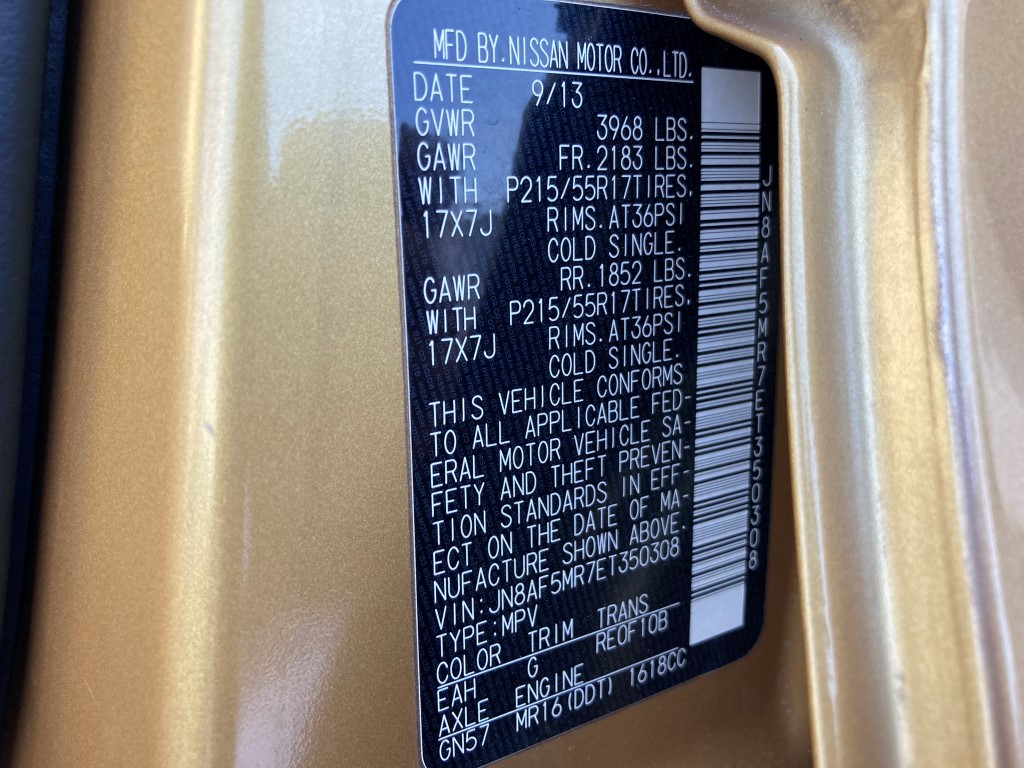 MFD BY.NISSAN MOTOR CO.,LTD.
DATE 9/13
GVWR 3968 LBS.
GAWR FR.2183 LBS.
WITH P215/55R17TIRES,
17X7J RIMS.AT36PSI
COLD SINGLE.
GAWR RR.1852 LBS.
WITH P215/55R17TIRES,
17X7J RIMS.AT36PSI
COLD SINGLE.
THIS VEHICLE CONFORMS
TO ALL APPLICABLE FED-
ERAL MOTOR VEHICLE SA-
FETY AND THEFT PREVEN-
TION STANDARDS IN EFF-
ECT ON THE DATE OF MA-
NUFACTURE SHOWN ABOVE.
VIN:JN8AF5MR7ET350308
TYPE:MPV
COLOR TRIM TRANS
EAH G RE0F10B
AXLE ENGINE
GN57 MR16(DDT) 1618CC
JN8AF5MR7ET350308